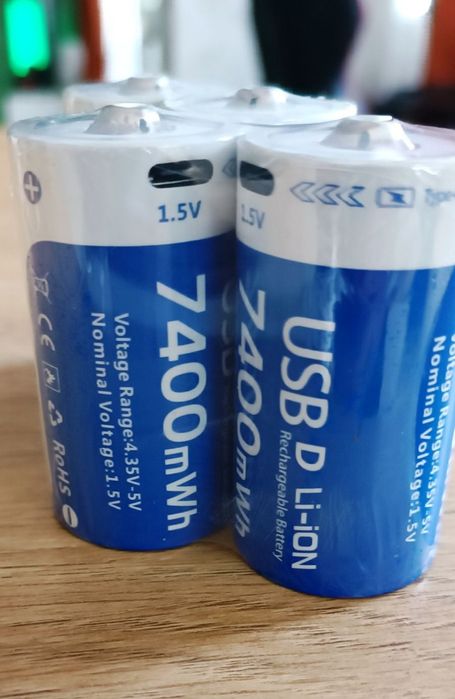 1.5V
7400mWh
Voltage Range:4.35V-5V
Nominal Voltage:1.5V
CE
RoHS
1.5V
7400mWh
USB D Li-ION
Rechargeable Battery
Voltage Range:4.35V-5V
Nominal Voltage:1.5V